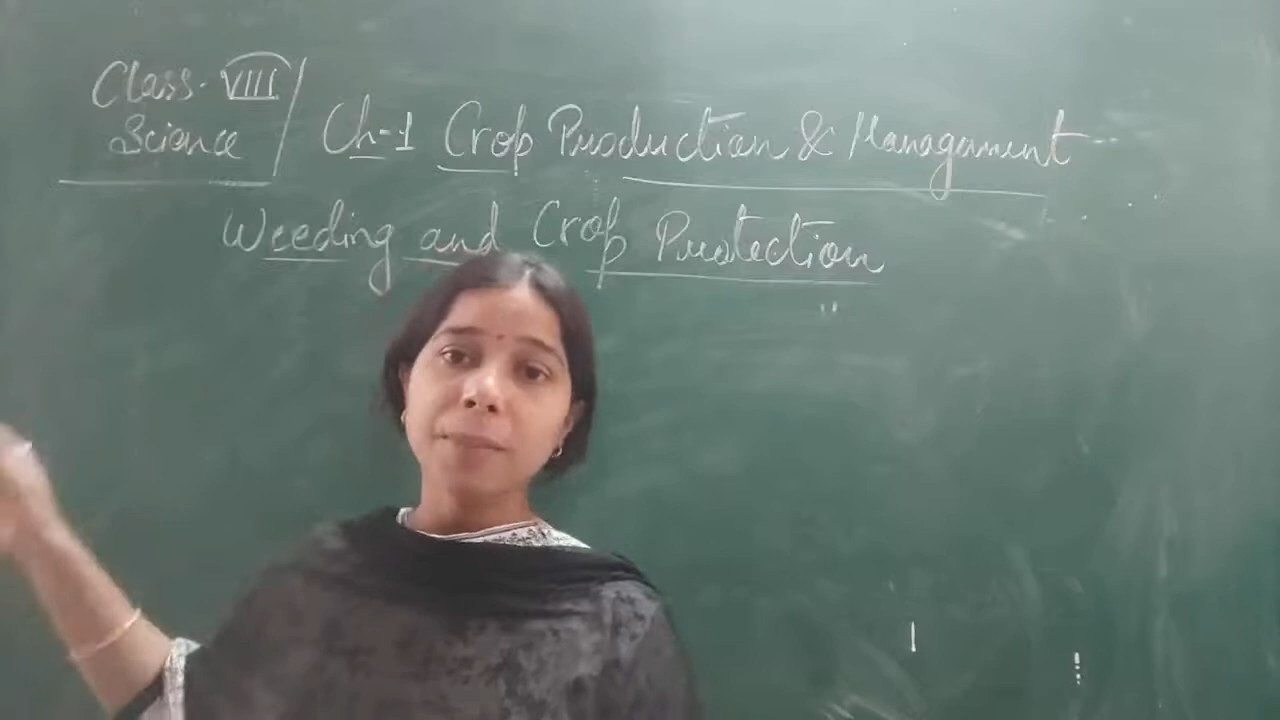 Class - VIII
Science / Ch-1 Crop Production & Management
Weeding and Crop Protection